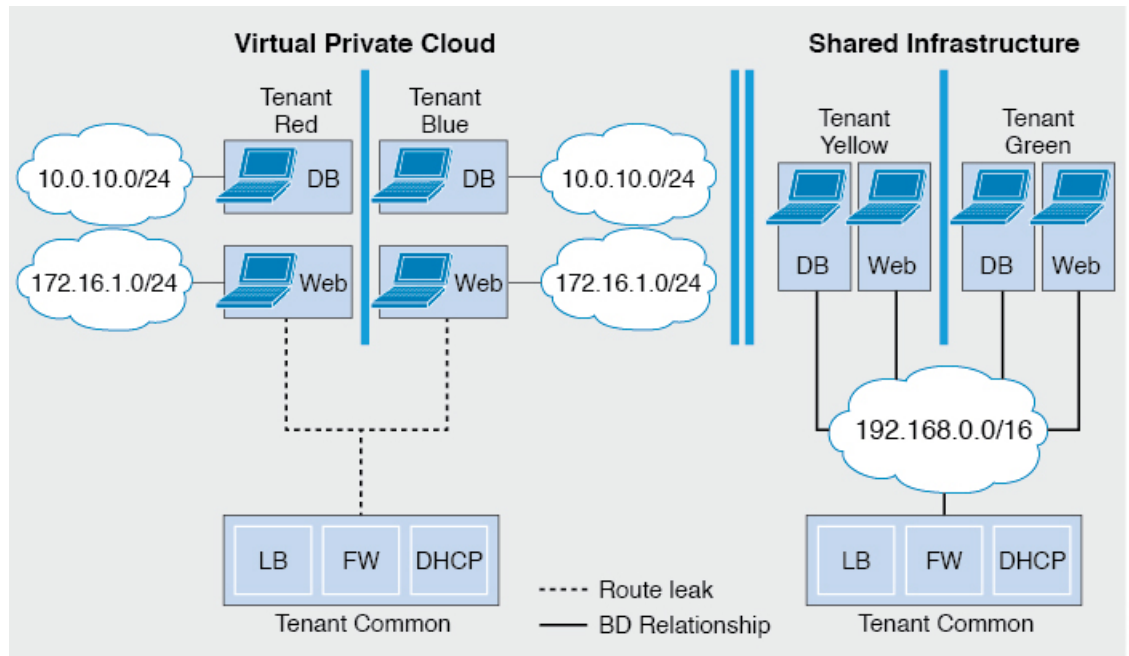 Virtual Private Cloud
Shared Infrastructure
Tenant
Red
Tenant
Blue
Tenant
Yellow
Tenant
Green
10.0.10.0/24
DB
DB
10.0.10.0/24
172.16.1.0/24
Web
Web
172.16.1.0/24
DB
Web
DB
Web
192.168.0.0/16
LB
FW
DHCP
Tenant Common
Route leak
BD Relationship
LB
FW
DHCP
Tenant Common